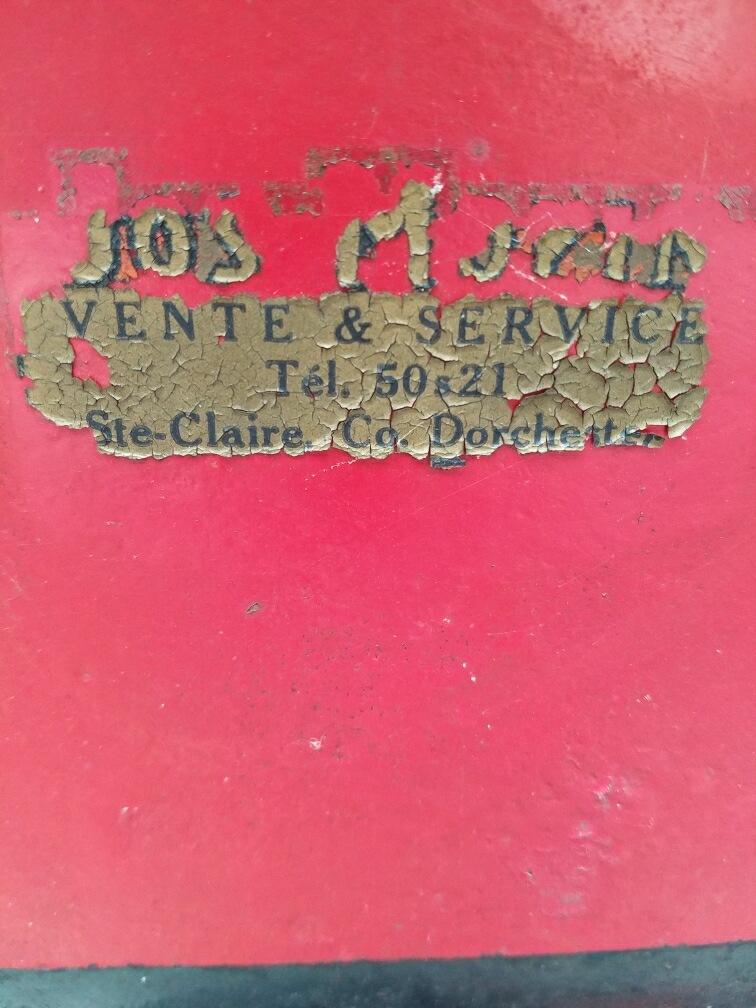 VENTE & SERVICE
Tél. 50s21
Ste-Claire, Co. Dorchester